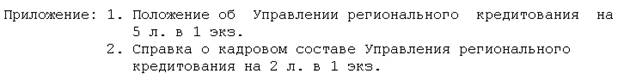 Приложение: 1. Положение об Управлении регионального кредитования на
5 л. в 1 экз.
2. Справка о кадровом составе Управления регионального
кредитования на 2 л. в 1 экз.